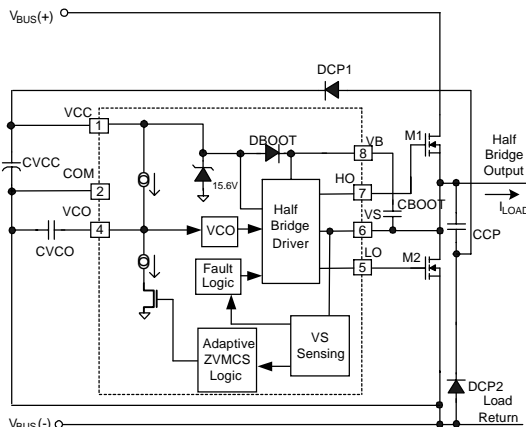 VBUS(+)
DCP1
VCC
1
DBOOT
8
VB
M1
Half
Bridge
Output
CVCC
COM
2
15.6V
HO
7
VCO
4
VCO
Half
Bridge
Driver
VS
6
CBOOT
ILOAD
CVCO
CCP
LO
5
M2
Fault
Logic
Adaptive
ZVMCS
Logic
VS
Sensing
DCP2
Load
Return
VBUS(-)